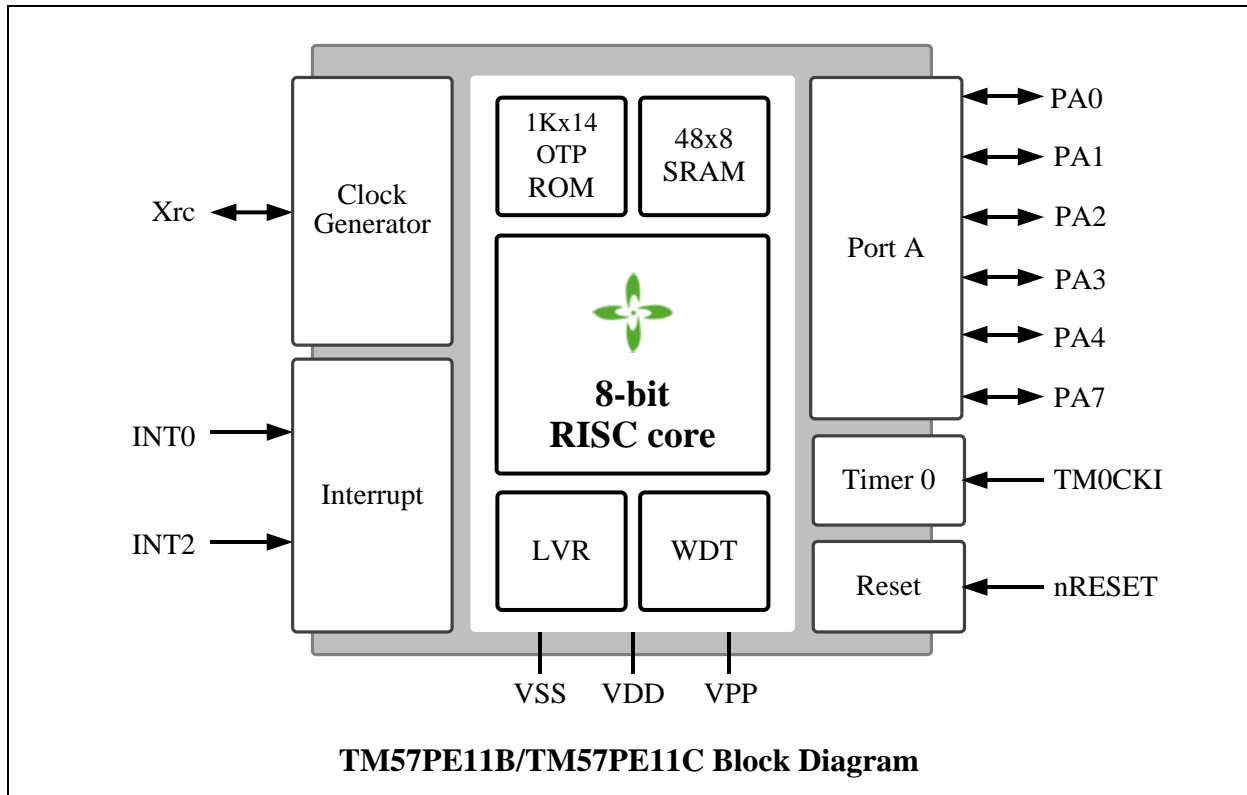 1Kx14
OTP
ROM
48x8
SRAM
Xrc
Clock
Generator
8-bit
RISC core
Port A
PA0
PA1
PA2
PA3
PA4
PA7
INT0
INT2
Interrupt
LVR
WDT
Timer 0
TM0CKI
Reset
nRESET
VSS
VDD
VPP
TM57PE11B/TM57PE11C Block Diagram